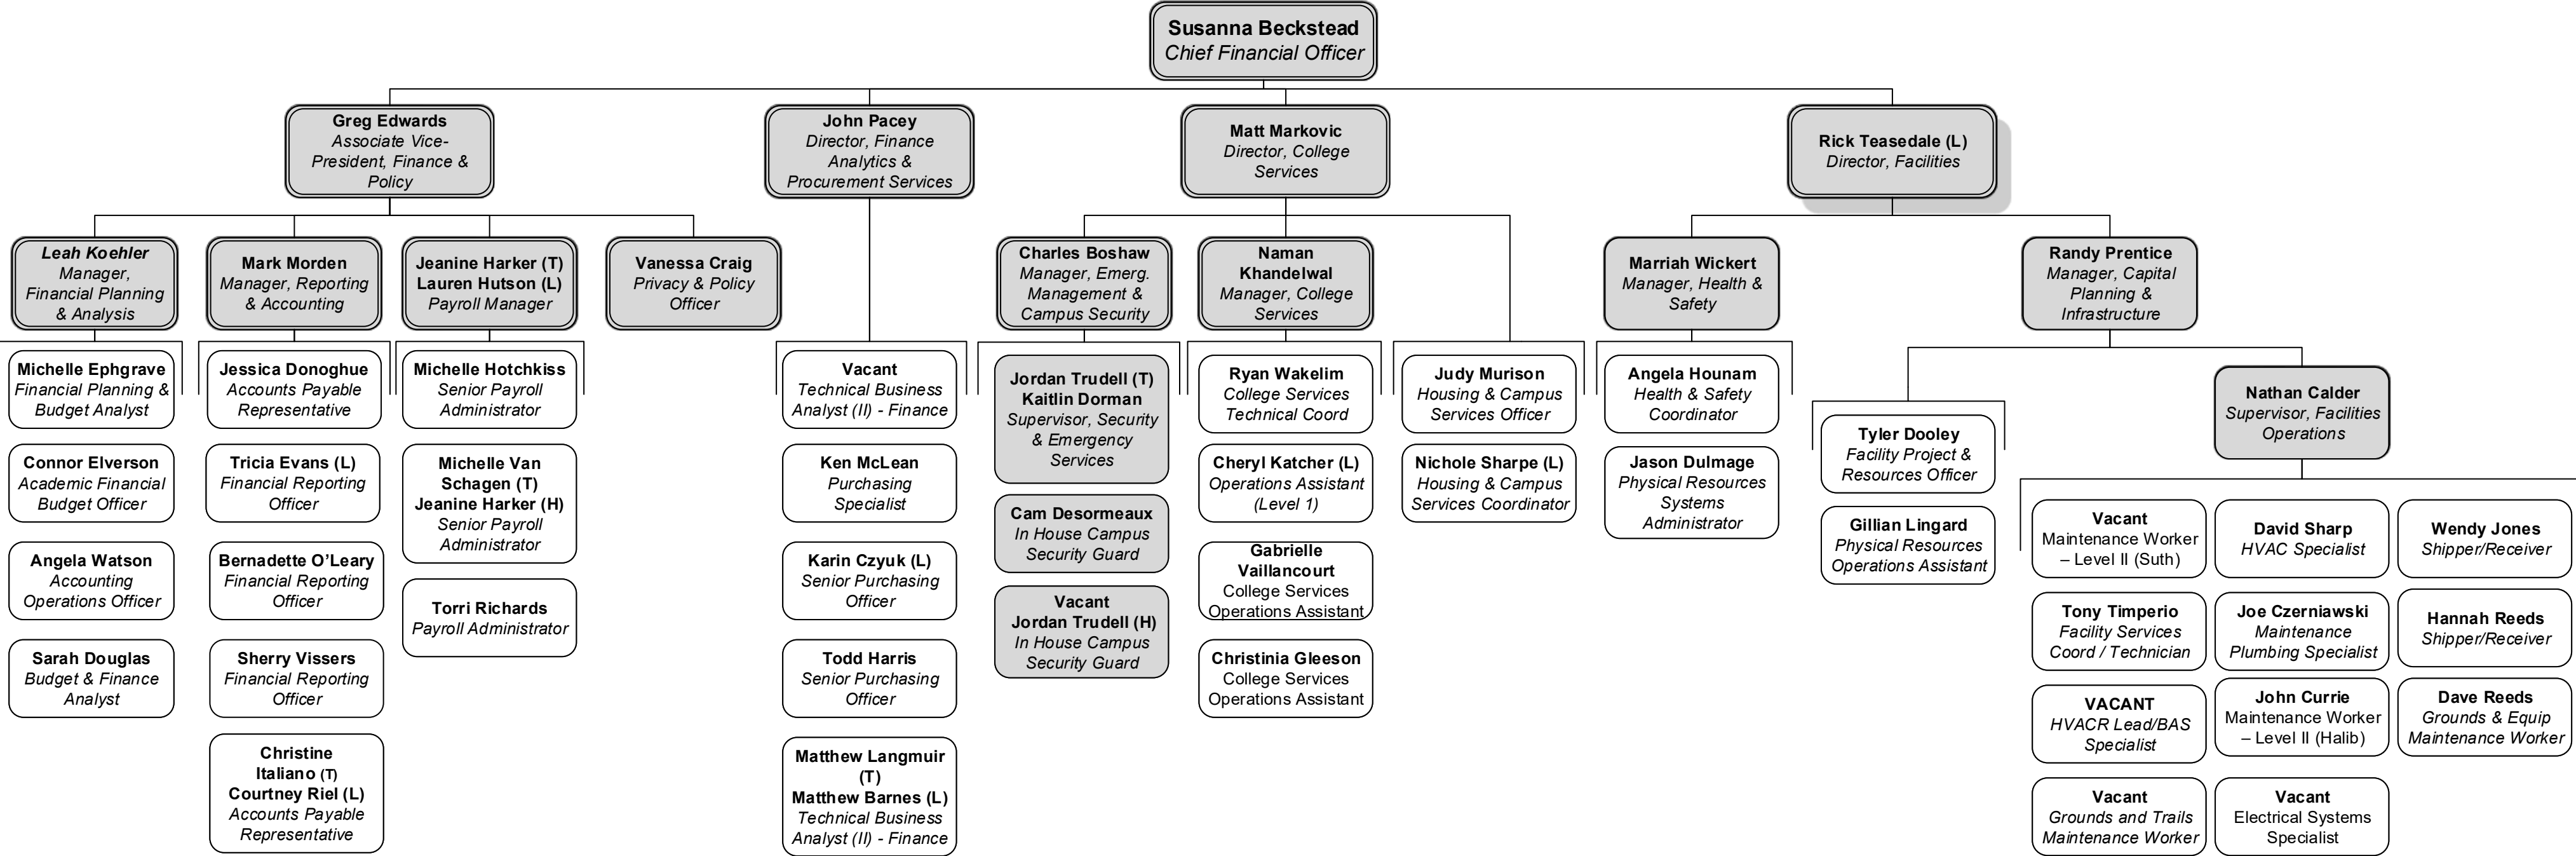 Susanna Beckstead
Chief Financial Officer
Greg Edwards
Associate Vice-
President, Finance &
Policy
John Pacey
Director, Finance
Analytics &
Procurement Services
Matt Markovic
Director, College
Services
Rick Teasedale (L)
Director, Facilities
Leah Koehler
Manager,
Financial Planning
& Analysis
Mark Morden
Manager, Reporting
& Accounting
Jeanine Harker (T)
Lauren Hutson (L)
Payroll Manager
Vanessa Craig
Privacy & Policy
Officer
Charles Boshaw
Manager, Emerg.
Management &
Campus Security
Naman
Khandelwal
Manager, College
Services
Marriah Wickert
Manager, Health &
Safety
Randy Prentice
Manager, Capital
Planning &
Infrastructure
Michelle Ephgrave
Financial Planning &
Budget Analyst
Connor Elverson
Academic Financial
Budget Officer
Angela Watson
Accounting
Operations Officer
Sarah Douglas
Budget & Finance
Analyst
Jessica Donoghue
Accounts Payable
Representative
Tricia Evans (L)
Financial Reporting
Officer
Bernadette O’Leary
Financial Reporting
Officer
Sherry Vissers
Financial Reporting
Officer
Christine
Italiano (T)
Courtney Riel (L)
Accounts Payable
Representative
Michelle Hotchkiss
Senior Payroll
Administrator
Michelle Van
Schagen (T)
Jeanine Harker (H)
Senior Payroll
Administrator
Torri Richards
Payroll Administrator
Vacant
Technical Business
Analyst (II) - Finance
Ken McLean
Purchasing
Specialist
Karin Czyuk (L)
Senior Purchasing
Officer
Todd Harris
Senior Purchasing
Officer
Matthew Langmuir
(T)
Matthew Barnes (L)
Technical Business
Analyst (II) - Finance
Jordan Trudell (T)
Kaitlin Dorman
Supervisor, Security
& Emergency
Services
Cam Desormeaux
In House Campus
Security Guard
Vacant
Jordan Trudell (H)
In House Campus
Security Guard
Ryan Wakelim
College Services
Technical Coord
Cheryl Katcher (L)
Operations Assistant
(Level 1)
Gabrielle
Vaillancourt
College Services
Operations Assistant
Christinia Gleeson
College Services
Operations Assistant
Judy Murison
Housing & Campus
Services Officer
Nichole Sharpe (L)
Housing & Campus
Services Coordinator
Angela Hounam
Health & Safety
Coordinator
Jason Dulmage
Physical Resources
Systems
Administrator
Tyler Dooley
Facility Project &
Resources Officer
Gillian Lingard
Physical Resources
Operations Assistant
Nathan Calder
Supervisor, Facilities
Operations
Vacant
Maintenance Worker
– Level II (Suth)
Tony Timperio
Facility Services
Coord / Technician
VACANT
HVACR Lead/BAS
Specialist
Vacant
Grounds and Trails
Maintenance Worker
David Sharp
HVAC Specialist
Joe Czerniawski
Maintenance
Plumbing Specialist
John Currie
Maintenance Worker
– Level II (Halib)
Vacant
Electrical Systems
Specialist
Wendy Jones
Shipper/Receiver
Hannah Reeds
Shipper/Receiver
Dave Reeds
Grounds & Equip
Maintenance Worker